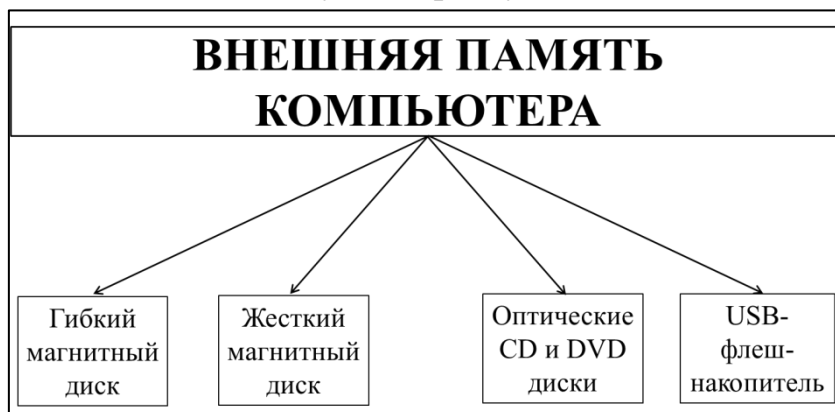 ВНЕШНЯЯ ПАМЯТЬ
КОМПЬЮТЕРА
Гибкий
магнитный
диск
Жесткий
магнитный
диск
Оптические
CD и DVD
диски
USB-
флеш-
накопитель